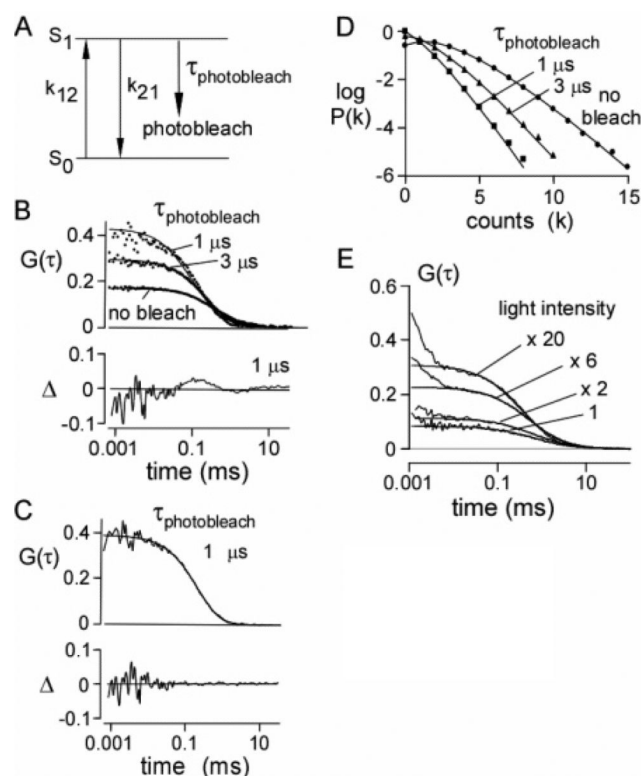 A
S1
k12
k21
τphotobleach
photobleach
S0
B
τphotobleach
0.4
1 μs
G(τ)
3 μs
0.2
no bleach
0
0.1
1 μs
Δ
0
-0.1
0.001
0.1
10
time (ms)
C
τphotobleach
0.4
1 μs
G(τ)
0.2
0
0.1
Δ
0
-0.1
0.001
0.1
10
time (ms)
D
0
τphotobleach
1 μs
-2
3 μs
log
P(k)
no
bleach
-4
-6
0
5
10
15
counts (k)
E
G(τ)
0.6
light intensity
0.4
x 20
x 6
0.2
x 2
1
0
0.001
0.1
10
time (ms)